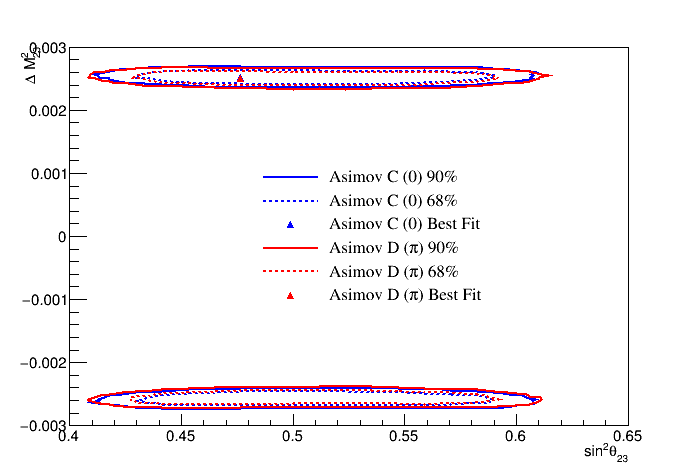 Δ M²₂₃
0.003
0.002
0.001
0
−0.001
−0.002
−0.003
Asimov C (0) 90%
Asimov C (0) 68%
Asimov C (0) Best Fit
Asimov D (π) 90%
Asimov D (π) 68%
Asimov D (π) Best Fit
0.4 0.45 0.5 0.55 0.6 0.65
sin²θ₂₃